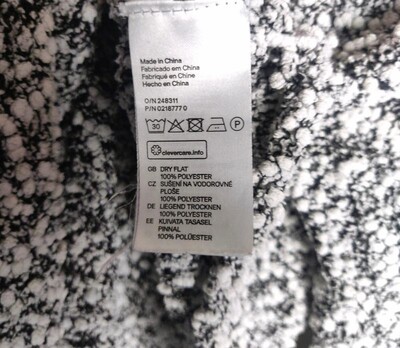 Made in China
Fabricado em China
Fabriqué en Chine
Hecho en China
O/N 248311
P/N 0218777 0
30 P
clevercare.info
GB DRY FLAT
100% POLYESTER
CZ SUŠENÍ NA VODOROVNÉ
PLOŠE
100% POLYESTER
DE LIEGEND TROCKNEN
100% POLYESTER
EE KUIVATA TASASEL
PINNAL
100% POLÜESTER